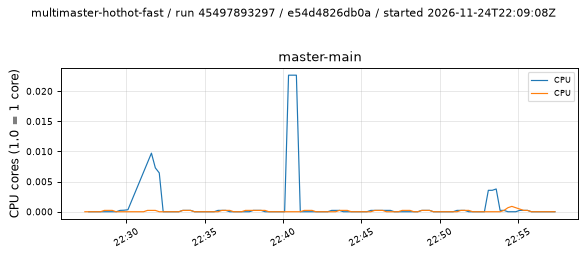 multimaster-hothot-fast / run 45497893297 / e54d4826db0a / started 2026-11-24T22:09:08Z
master-main
CPU cores (1.0 = 1 core)
0.020
0.015
0.010
0.005
0.000
CPU
CPU
22:30
22:35
22:40
22:45
22:50
22:55